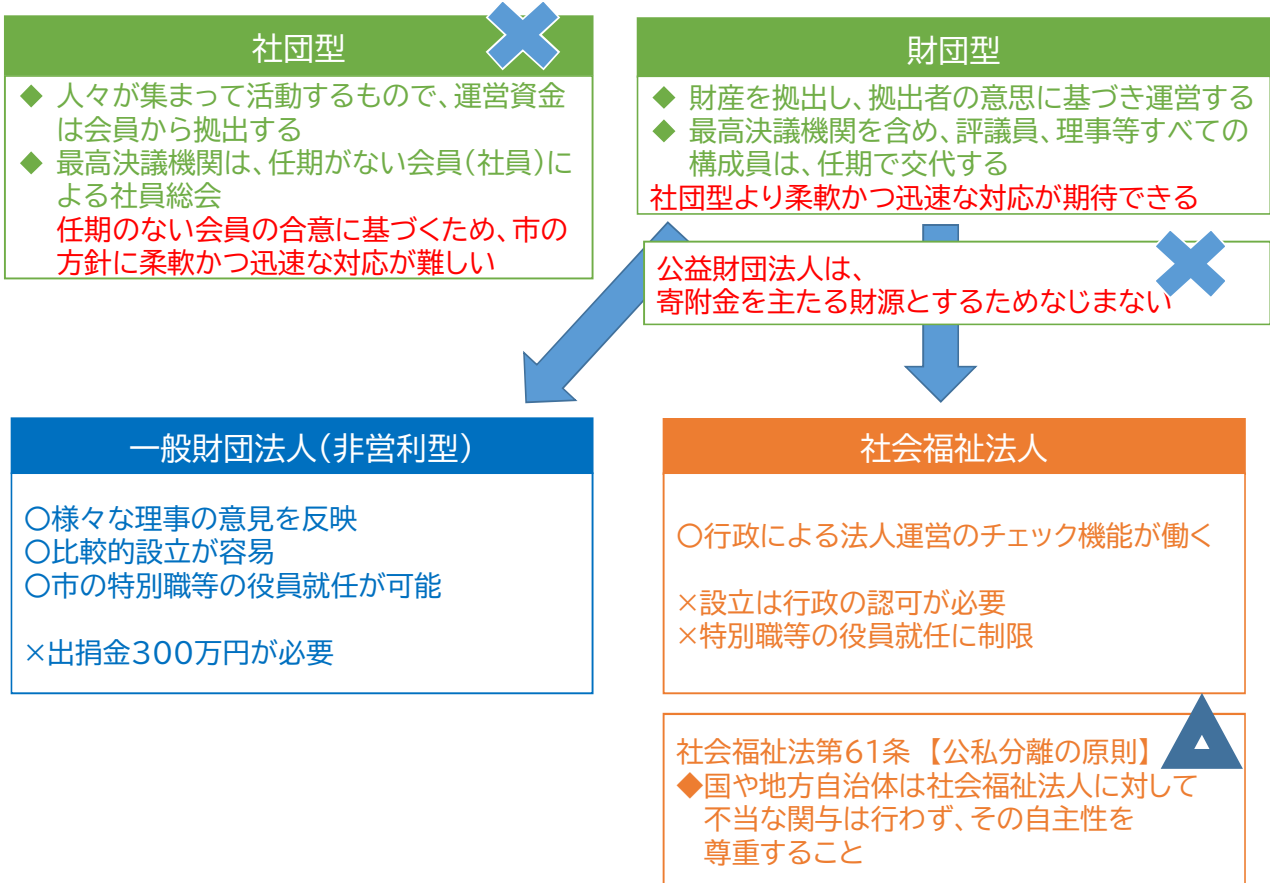 社団型
◆ 人々が集まって活動するもので、運営資金
は会員から拠出する
◆ 最高決議機関は、任期がない会員(社員)に
よる社員総会
任期のない会員の合意に基づくため、市の
方針に柔軟かつ迅速な対応が難しい
財団型
◆ 財産を拠出し、拠出者の意思に基づき運営する
◆ 最高決議機関を含め、評議員、理事等すべての
構成員は、任期で交代する
社団型より柔軟かつ迅速な対応が期待できる
公益財団法人は、
寄附金を主たる財源とするためなじまない
一般財団法人(非営利型)
〇様々な理事の意見を反映
〇比較的設立が容易
〇市の特別職等の役員就任が可能
×出捐金300万円が必要
社会福祉法人
〇行政による法人運営のチェック機能が働く
×設立は行政の認可が必要
×特別職等の役員就任に制限
社会福祉法第61条 【公私分離の原則】
◆国や地方自治体は社会福祉法人に対して
不当な関与は行わず、その自主性を
尊重すること